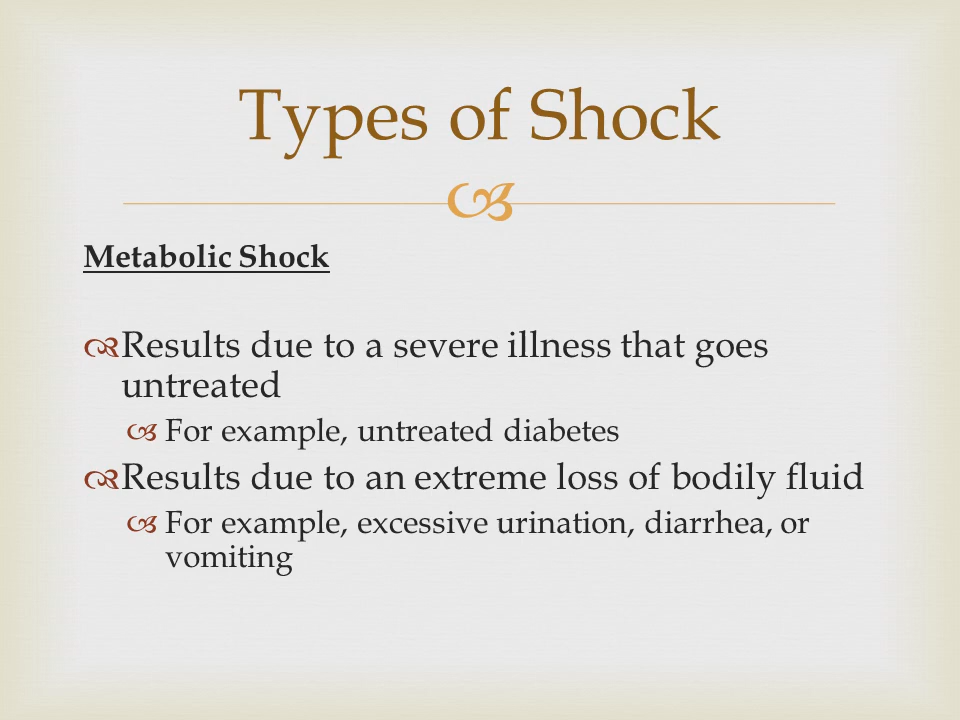 Types of Shock
Metabolic Shock
Results due to a severe illness that goes
untreated
For example, untreated diabetes
Results due to an extreme loss of bodily fluid
For example, excessive urination, diarrhea, or
vomiting